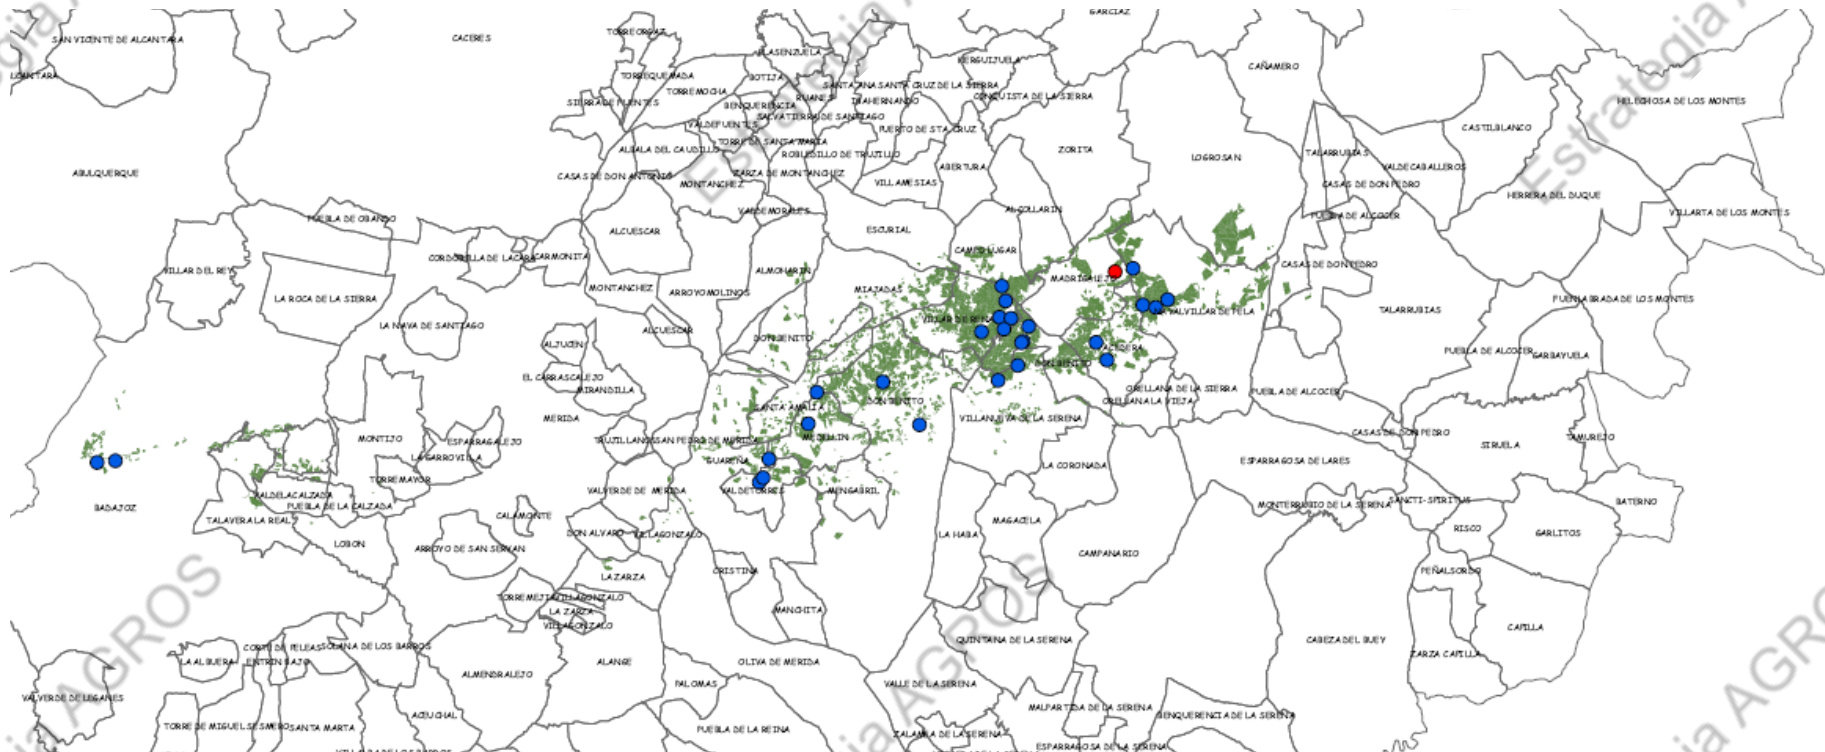 GARCIAZ
SAN VICENTE DE ALCANTARA
CACERES
TORREORGAZ
PLASENZUELA
HERGUIJUELA
CAÑAMERO
TORREQUEMADA
BOTIJA
SANTA ANA
SANTA CRUZ DE LA SIERRA
TORREMOCHA
RUANES
IBAHERNANDO
CONQUISTA DE LA SIERRA
HELECHOSA DE LOS MONTES
SIERRA DE FUENTES
BENQUERENCIA
SALVATIERRA DE SANTIAGO
VALDEFUENTES
PUERTO DE STA. CRUZ
CASTILBLANCO
ALBALA DEL CAUDILLO
TORRE DE SANTA MARIA
ROBLEDILLO DE TRUJILLO
ZORITA
LOGROSAN
TALARRUBIAS
VALDECABALLEROS
ABULQUERQUE
CASAS DE DON ANTONIO
ZARZA DE MONTANCHEZ
MONTANCHEZ
VILLAMESIAS
ABERTURA
CASAS DE DON PEDRO
HERRERA DEL DUQUE
PUEBLA DE OBANDO
VALDEMORALES
ALCOLLARIN
PUEBLA DE ALCOCER
VILLARTA DE LOS MONTES
ALCUESCAR
ESCURIAL
CAMPO LUGAR
CORDOBILLA DE LACARA
CARMONITA
VILLAR DEL REY
ALMOHARIN
MADRIGALEJO
CASAS DE DON PEDRO
LA ROCA DE LA SIERRA
MONTANCHEZ
ARROYOMOLINOS
MIAJADAS
TALARRUBIAS
FUENLABRADA DE LOS MONTES
LA NAVA DE SANTIAGO
ALCUESCAR
VILLAR DE RENA
NAVALVILLAR DE PELA
ALJUCEN
DON BENITO
ACEDERA
PUEBLA DE ALCOCER
GARBAYUELA
EL CARRASCALEJO
MIRANDILLA
DON BENITO
ORELLANA DE LA SIERRA
PUEBLA DE ALCOCER
ORELLANA LA VIEJA
MERIDA
SANTA AMALIA
DON BENITO
VILLANUEVA DE LA SERENA
MONTIJO
ESPARRAGALEJO
TRUJILLANOS
SAN PEDRO DE MERIDA
MEDELLIN
CASAS DE DON PEDRO
SIRUELA
TAMUREJO
LA GARROVILLA
GUAREÑA
LA CORONADA
ESPARRAGOSA DE LARES
TORREMAYOR
VALDELACALZADA
VALVERDE DE MERIDA
VALDETORRES
MENGABRIL
BADAJOZ
PUEBLA DE LA CALZADA
MONTERRUBIO DE LA SERENA
SANCTI-SPIRITUS
BATERNO
TALAVERA LA REAL
CALAMONTE
MAGACELA
RISCO
LOBON
ARROYO DE SAN SERVAN
DON ALVARO
VILLAGONZALO
LA HABA
CAMPANARIO
GARLITOS
LA ZARZA
CRISTINA
PEÑALSORDO
TORREMEJIA
VILLAGONZALO
LA ZARZA
MANCHITA
VILLAGONZALO
CAPILLA
CORTE DE PELEAS
SOLANA DE LOS BARROS
QUINTANA DE LA SERENA
CABEZA DEL BUEY
LA ALBUERA
ENTRIN BAJO
ALMENDRALEJO
ALANGE
OLIVA DE MERIDA
ZARZA CAPILLA
VALVERDE DE LEGANES
PALOMAS
VALLE DE LA SERENA
TORRE DE MIGUEL SESMERO
SANTA MARTA
ACEUCHAL
PUEBLA DE LA REINA
MALPARTIDA DE LA SERENA
BENQUERENCIA DE LA SERENA
ZALAMEA DE LA SERENA
ESPARRAGOSA DE LA SERENA
Estrategia
Estrategia
AGROS
AGROS
AGROS